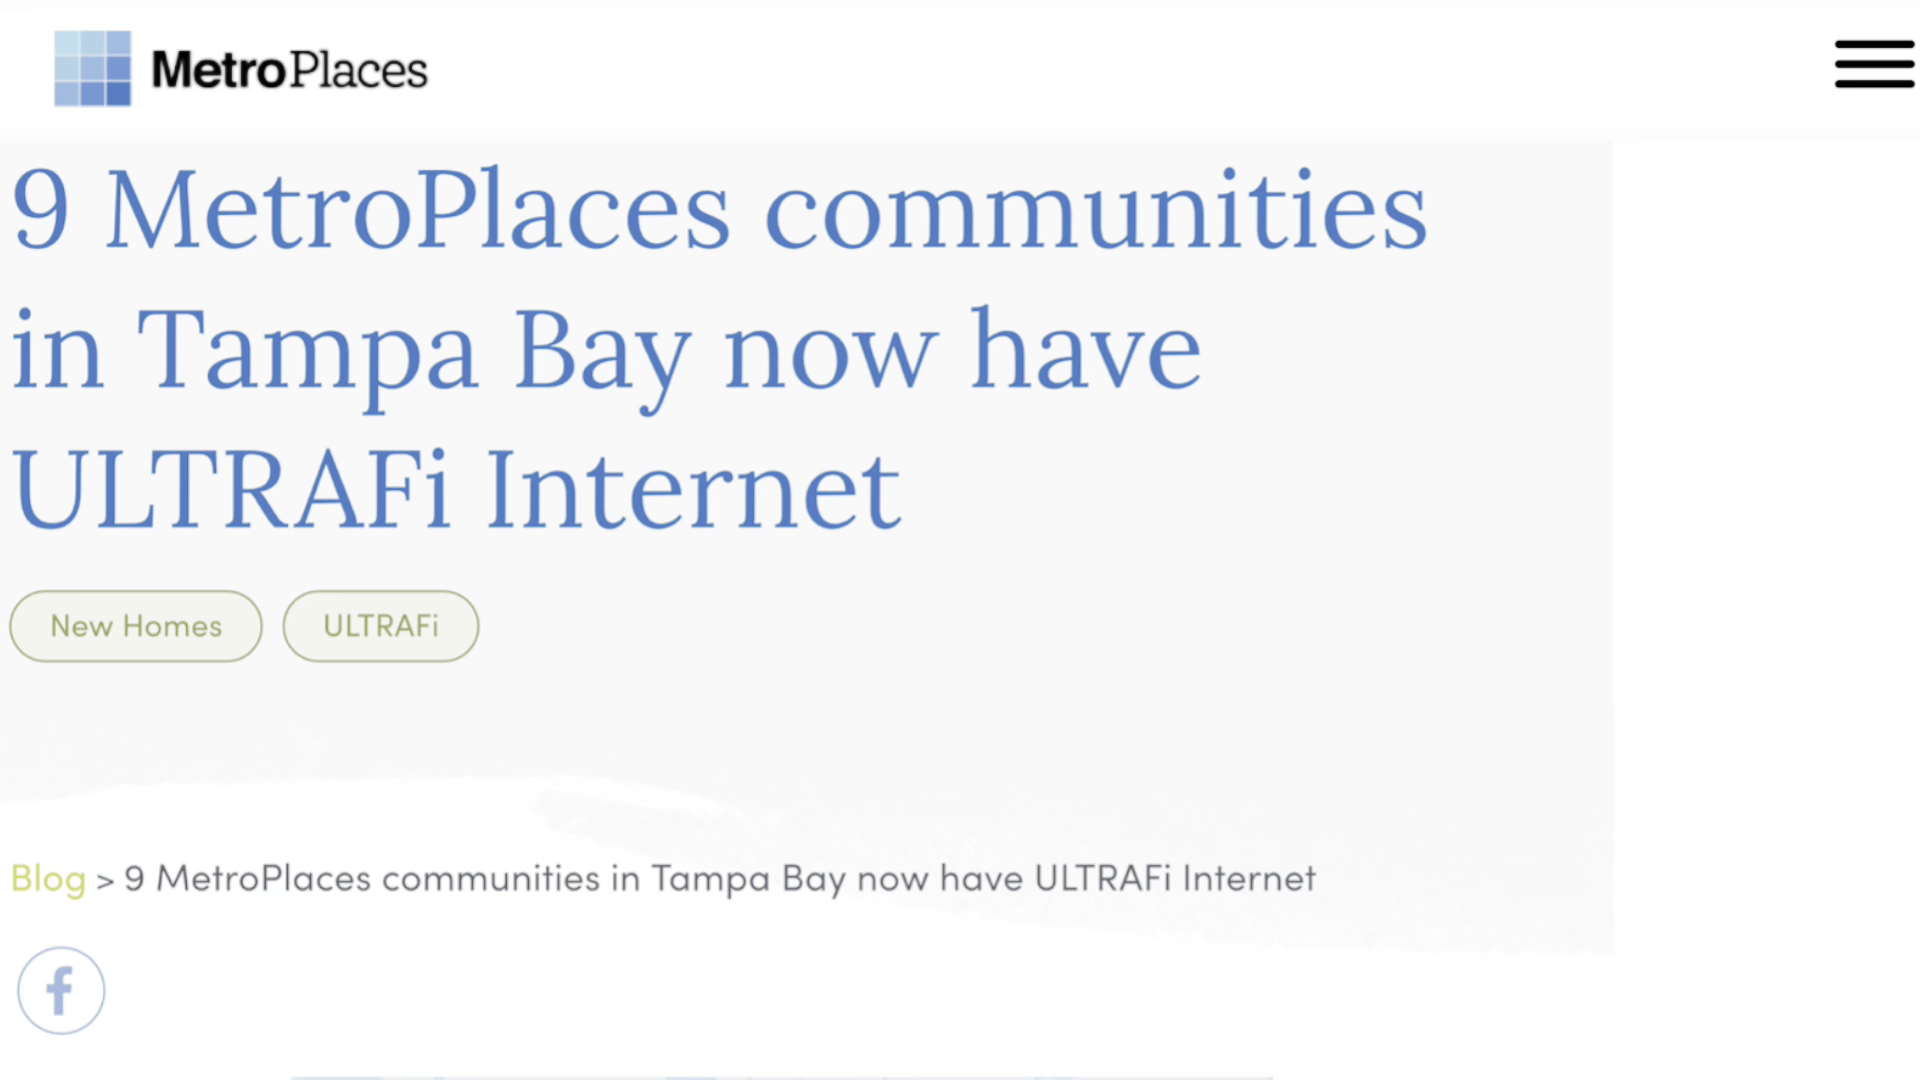 MetroPlaces
9 MetroPlaces communities
in Tampa Bay now have
ULTRAFi Internet
New Homes ULTRAFi
Blog > 9 MetroPlaces communities in Tampa Bay now have ULTRAFi Internet